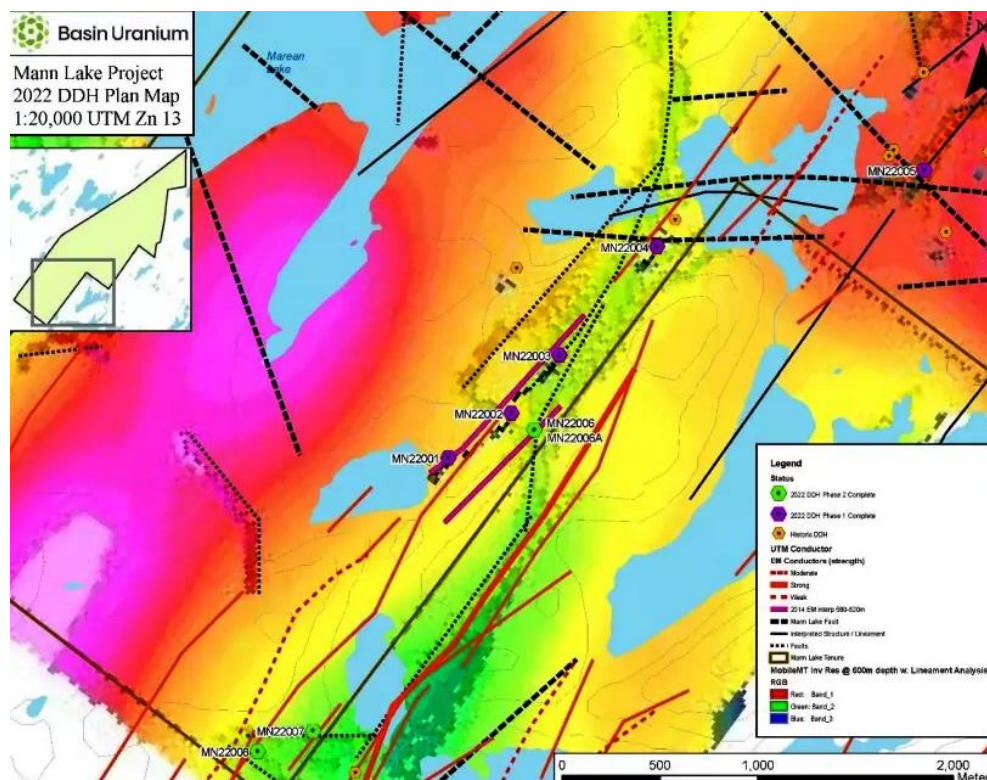 Basin Uranium
Mann Lake Project
2022 DDH Plan Map
1:20,000 UTM Zn 13
Marean
Lake
MN22005
MN22004
MN22003
MN22002
MN22006
MN22006A
MN22001
MN22007
MN22008
Legend
Status
2022 DDH Phase 2 Complete
2022 DDH Phase 1 Complete
Historic DDH
UTM Conductor
EM Conductors (strength)
Moderate
Strong
Weak
Mann Lake Fault
Interpreted Structure / Lineament
Faults
Mann Lake Tenure
MobileMT Inv Res @ 600m depth w. Lineament Analysis
RGB
Red: Band_1
Green: Band_2
Blue: Band_3
0 500 1,000 2,000
Mete